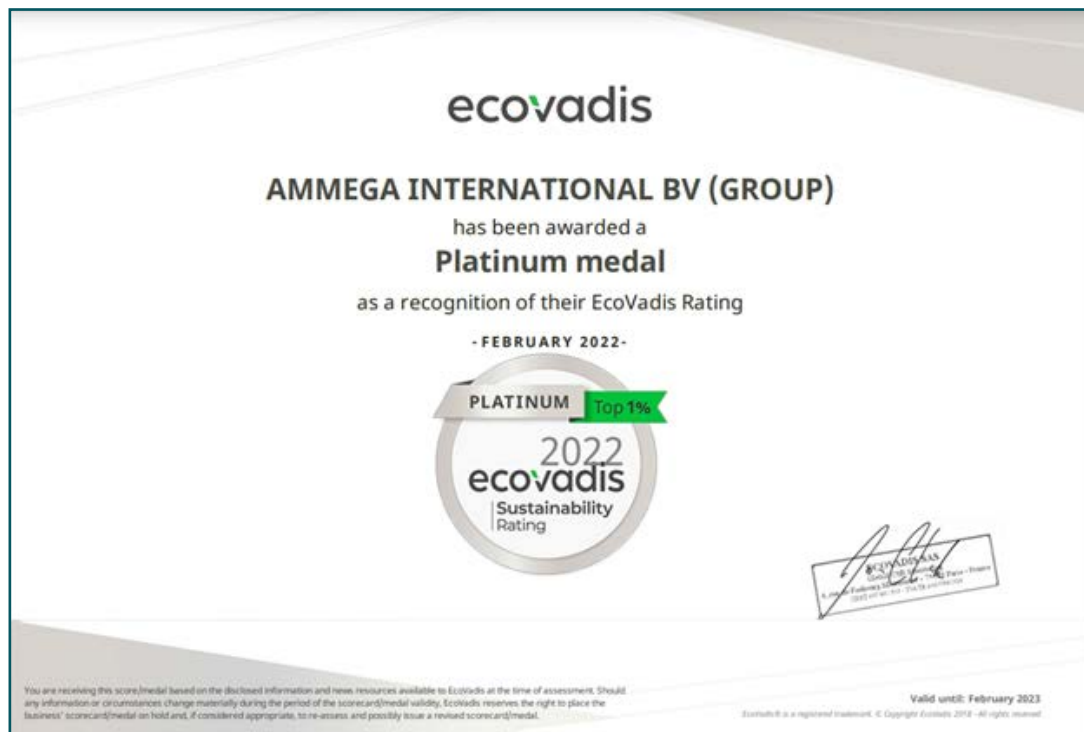 ecovadis
AMMEGA INTERNATIONAL BV (GROUP)
has been awarded a
Platinum medal
as a recognition of their EcoVadis Rating
- FEBRUARY 2022-
PLATINUM
Top 1%
2022
ecovadis
Sustainability
Rating
ECOVADIS SAS
You are receiving this score/medal based on the disclosed information and news resources available to EcoVadis at the time of assessment. Should
any information or circumstances change materially during the period of the scorecard/medal validity, EcoVadis reserves the right to place the
business' scorecard/medal on hold and, if considered appropriate, to re-assess and possibly issue a revised scorecard/medal.
Valid until: February 2023
EcoVadis® is a registered trademark. © Copyright EcoVadis 2018 - All rights reserved